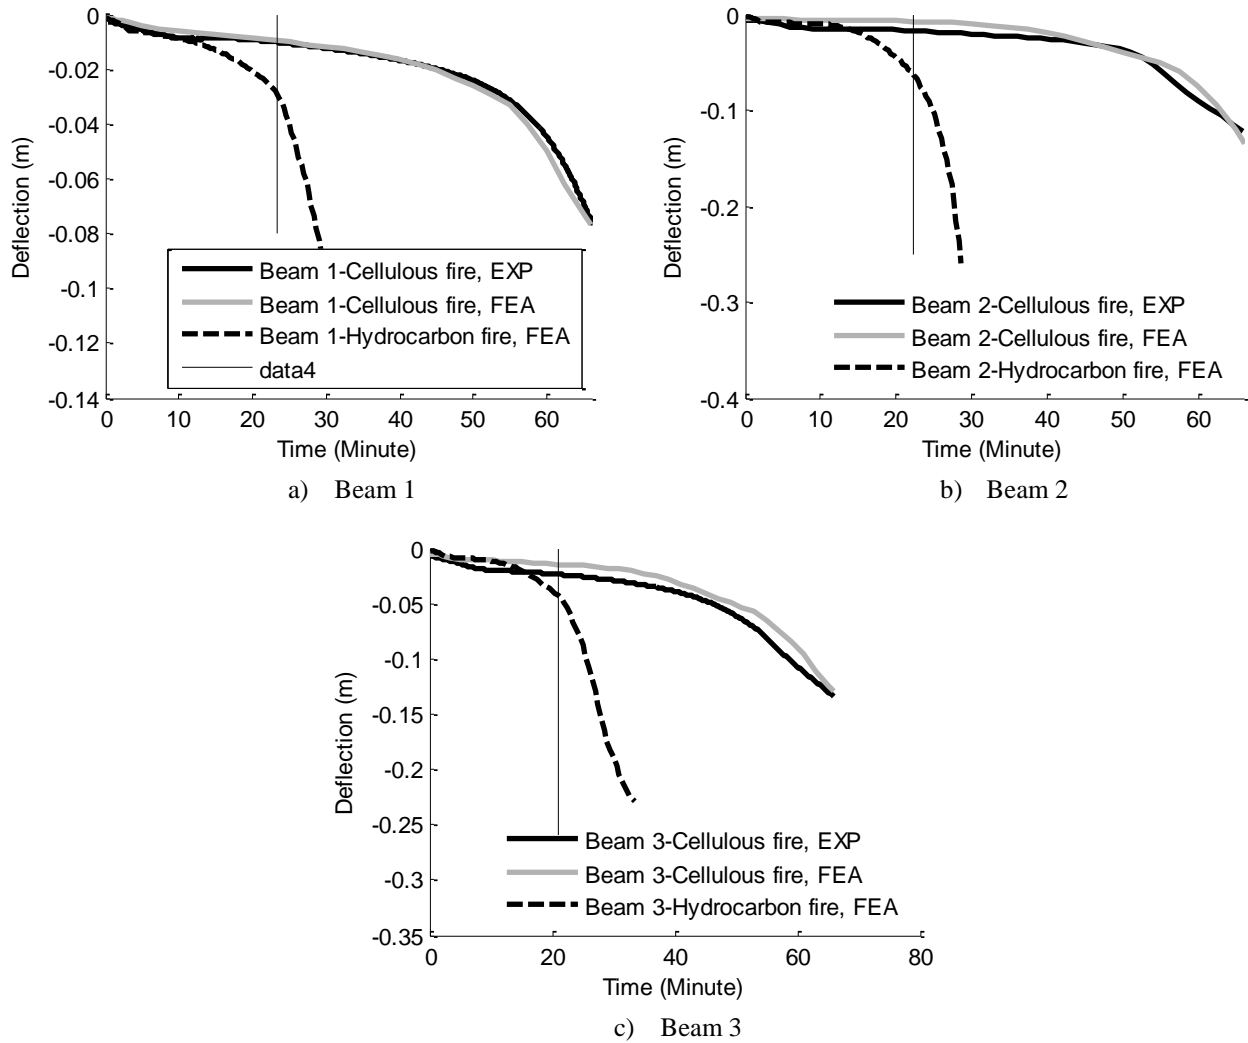 0
-0.02
-0.04
-0.06
-0.08
-0.1
-0.12
-0.14
Deflection (m)
0 10 20 30 40 50 60
Time (Minute)
Beam 1-Cellulous fire, EXP
Beam 1-Cellulous fire, FEA
Beam 1-Hydrocarbon fire, FEA
data4
a) Beam 1
0
-0.1
-0.2
-0.3
-0.4
Deflection (m)
0 10 20 30 40 50 60
Time (Minute)
Beam 2-Cellulous fire, EXP
Beam 2-Cellulous fire, FEA
Beam 2-Hydrocarbon fire, FEA
b) Beam 2
0
-0.05
-0.1
-0.15
-0.2
-0.25
-0.3
-0.35
Deflection (m)
0 20 40 60 80
Time (Minute)
Beam 3-Cellulous fire, EXP
Beam 3-Cellulous fire, FEA
Beam 3-Hydrocarbon fire, FEA
c) Beam 3